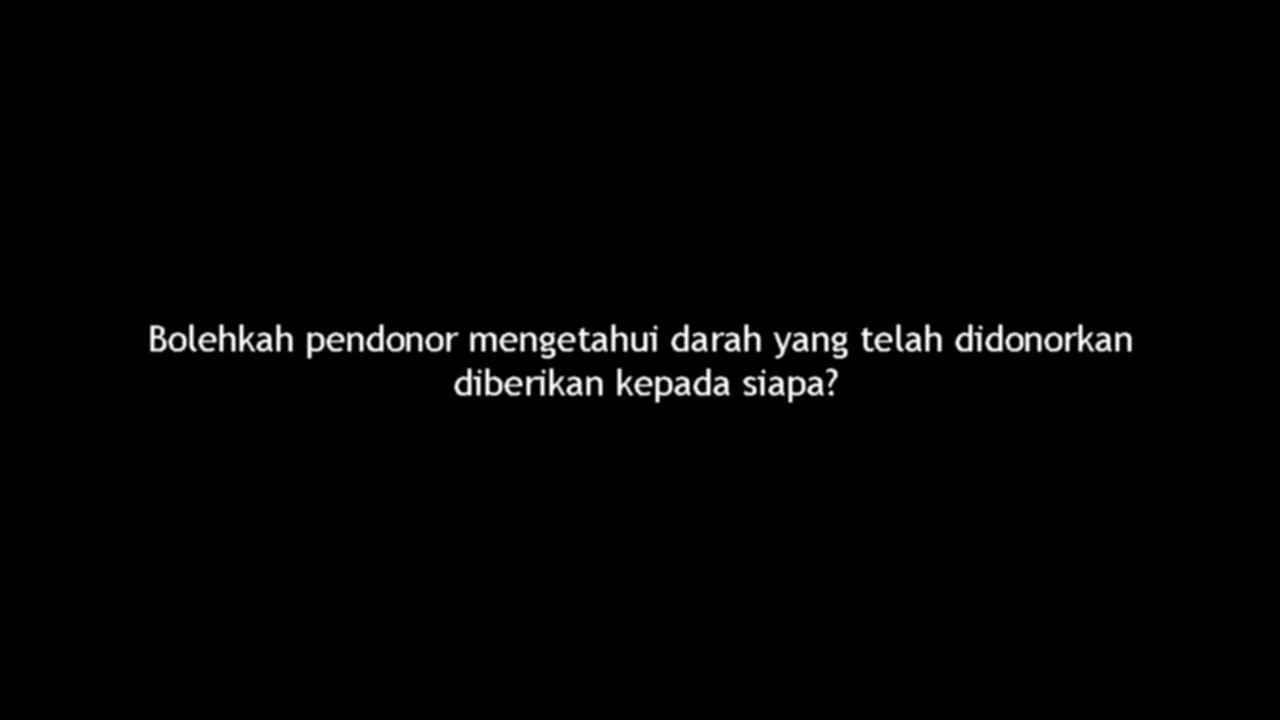 Bolehkah pendonor mengetahui darah yang telah didonorkan
diberikan kepada siapa?